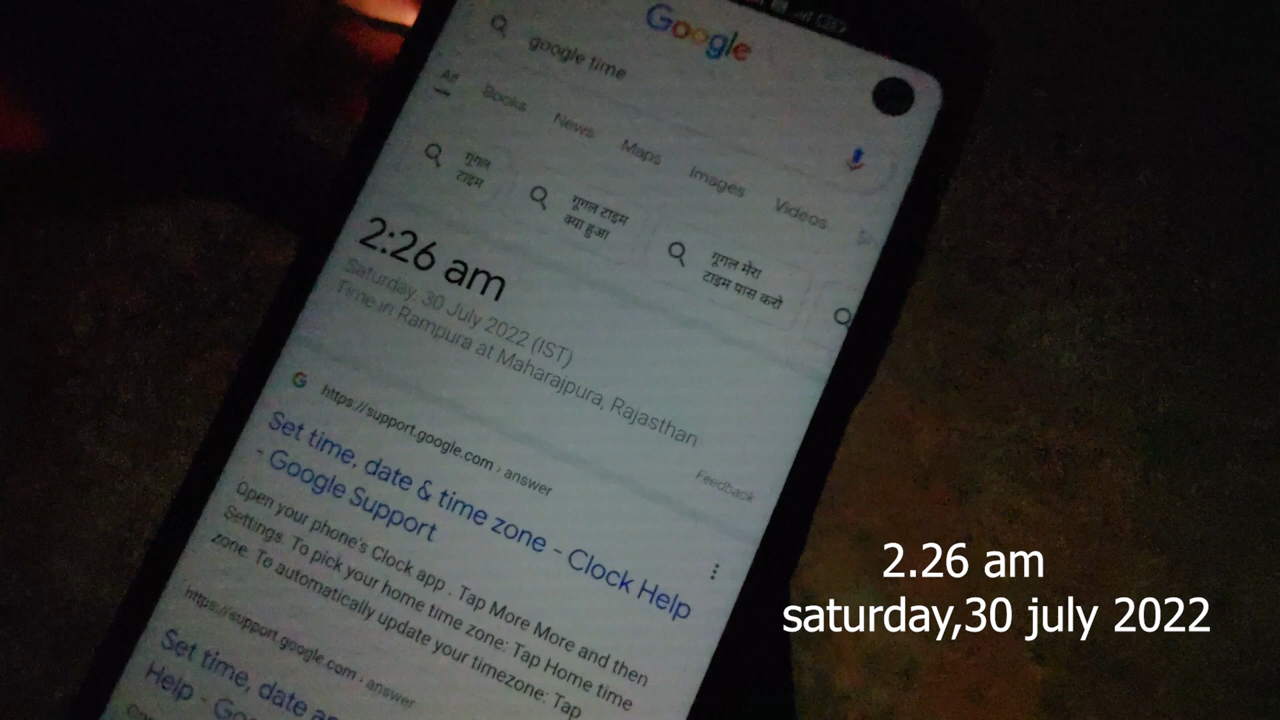 Google
google time
All Books News Maps Images Videos
गूगल
टाइम
गूगल टाइम
क्या हुआ
गूगल मेरा
टाइम पास करो
2:26 am
Saturday, 30 July 2022 (IST)
Time in Rampura at Maharajpura, Rajasthan
Feedback
https://support.google.com › answer
Set time, date & time zone - Clock Help
- Google Support
Open your phone's Clock app . Tap More More and then
Settings. To pick your home time zone: Tap Home time
zone. To automatically update your timezone: Tap
https://support.google.com › answer
Set time, date
Help -
2.26 am
saturday,30 july 2022